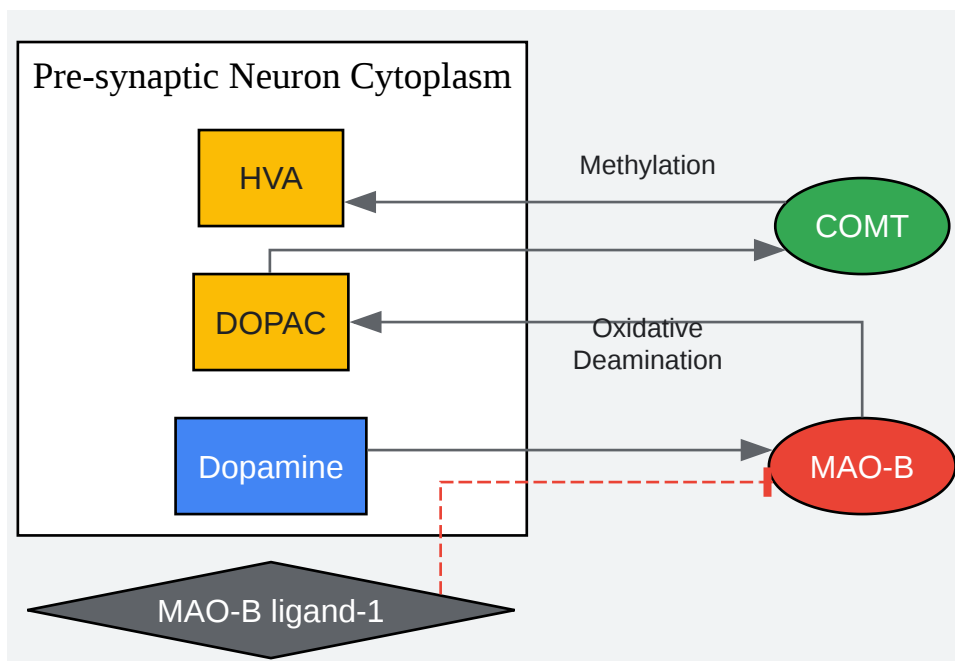 Pre-synaptic Neuron Cytoplasm
HVA
Methylation
COMT
DOPAC
Oxidative
Deamination
Dopamine
MAO-B
MAO-B ligand-1